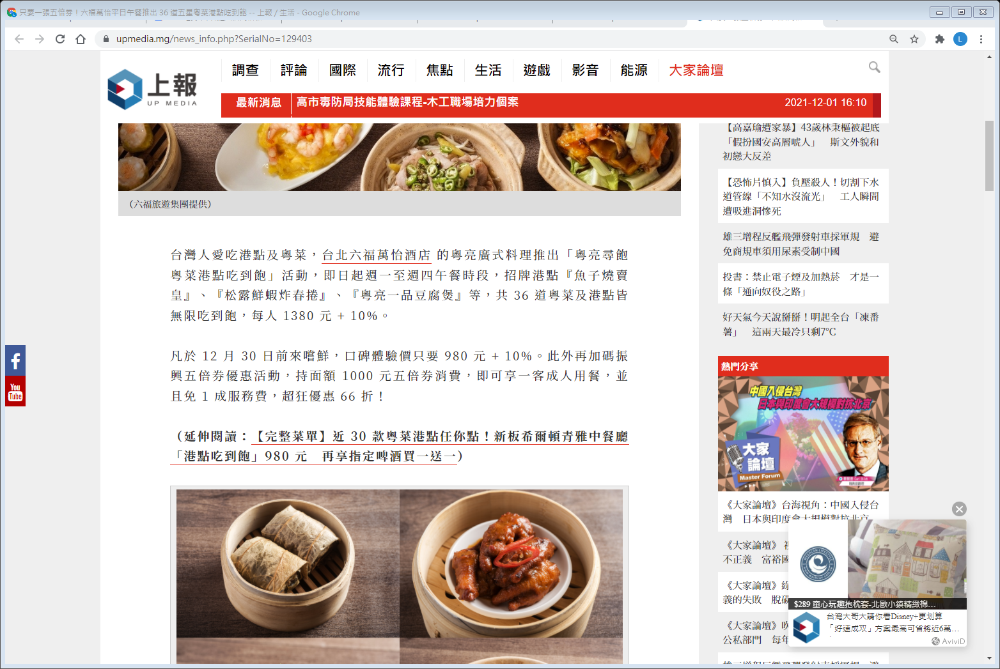 只要一張五倍券！六福萬怡平日午餐推出 36 道五星粵菜港點吃到飽 -- 上報 / 生活 - Google Chrome
upmedia.mg/news_info.php?SerialNo=129403
L
上報
UP MEDIA
調查
評論
國際
流行
焦點
生活
遊戲
影音
能源
大家論壇
最新消息
高市毒防局技能體驗課程-木工職場培力個案
2021-12-01 16:10
（六福旅遊集團提供）
台灣人愛吃港點及粵菜，台北六福萬怡酒店 的粵亮廣式料理推出「粵亮尋飽
粵菜港點吃到飽」活動，即日起週一至週四午餐時段，招牌港點『魚子燒賣
皇』、『松露鮮蝦炸春捲』、『粵亮一品豆腐煲』等，共 36 道粵菜及港點皆
無限吃到飽，每人 1380 元 + 10%。
凡於 12 月 30 日前來嚐鮮，口碑體驗價只要 980 元 + 10%。此外再加碼振
興五倍券優惠活動，持面額 1000 元五倍券消費，即可享一客成人用餐，並
且免 1 成服務費，超狂優惠 66 折！
（延伸閱讀：【完整菜單】近 30 款粵菜港點任你點！新板希爾頓青雅中餐廳
「港點吃到飽」980 元　再享指定啤酒買一送一）
f
You
Tube
【高嘉瑜遭家暴】43歲林秉樞被起底
「假扮國安高層唬人」　斯文外貌和
初戀大反差
【恐怖片慎入】負壓殺人！切割下水
道管線「不知水沒流光」　工人瞬間
遭吸進洞慘死
雄三增程反艦飛彈發射車採軍規　避
免商規車須用尿素受制中國
投書：禁止電子煙及加熱菸　才是一
條「通向奴役之路」
好天氣今天說掰掰！明起全台「凍番
薯」　這兩天最冷只剩7℃
熱門分享
中國入侵台灣
日本與印度會大規模對抗北京
大家
論壇
Master Forum
《大家論壇》台海視角：中國入侵台
灣　日本與印度會大規模對抗北京
《大家論壇》
不正義　富裕國
《大家論壇》綠
義的失敗　脫碳
《大家論壇》吹
公私部門　每年
雄三增程反艦飛彈發射車採軍規　避
$289 童心玩趣抱枕套-北歐小鎮精緻棉…
台灣大哥大請你看Disney+更划算
「好速成双」方案最高可省將近6萬…
AviviD